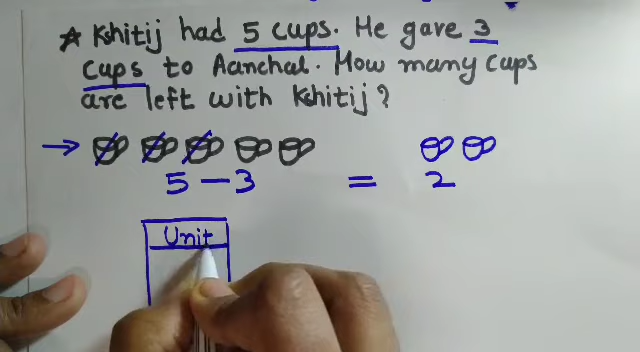 ★ Kshitij had 5 cups. He gave 3
cups to Aanchal. How many cups
are left with Kshitij?
5 - 3 = 2
Unit